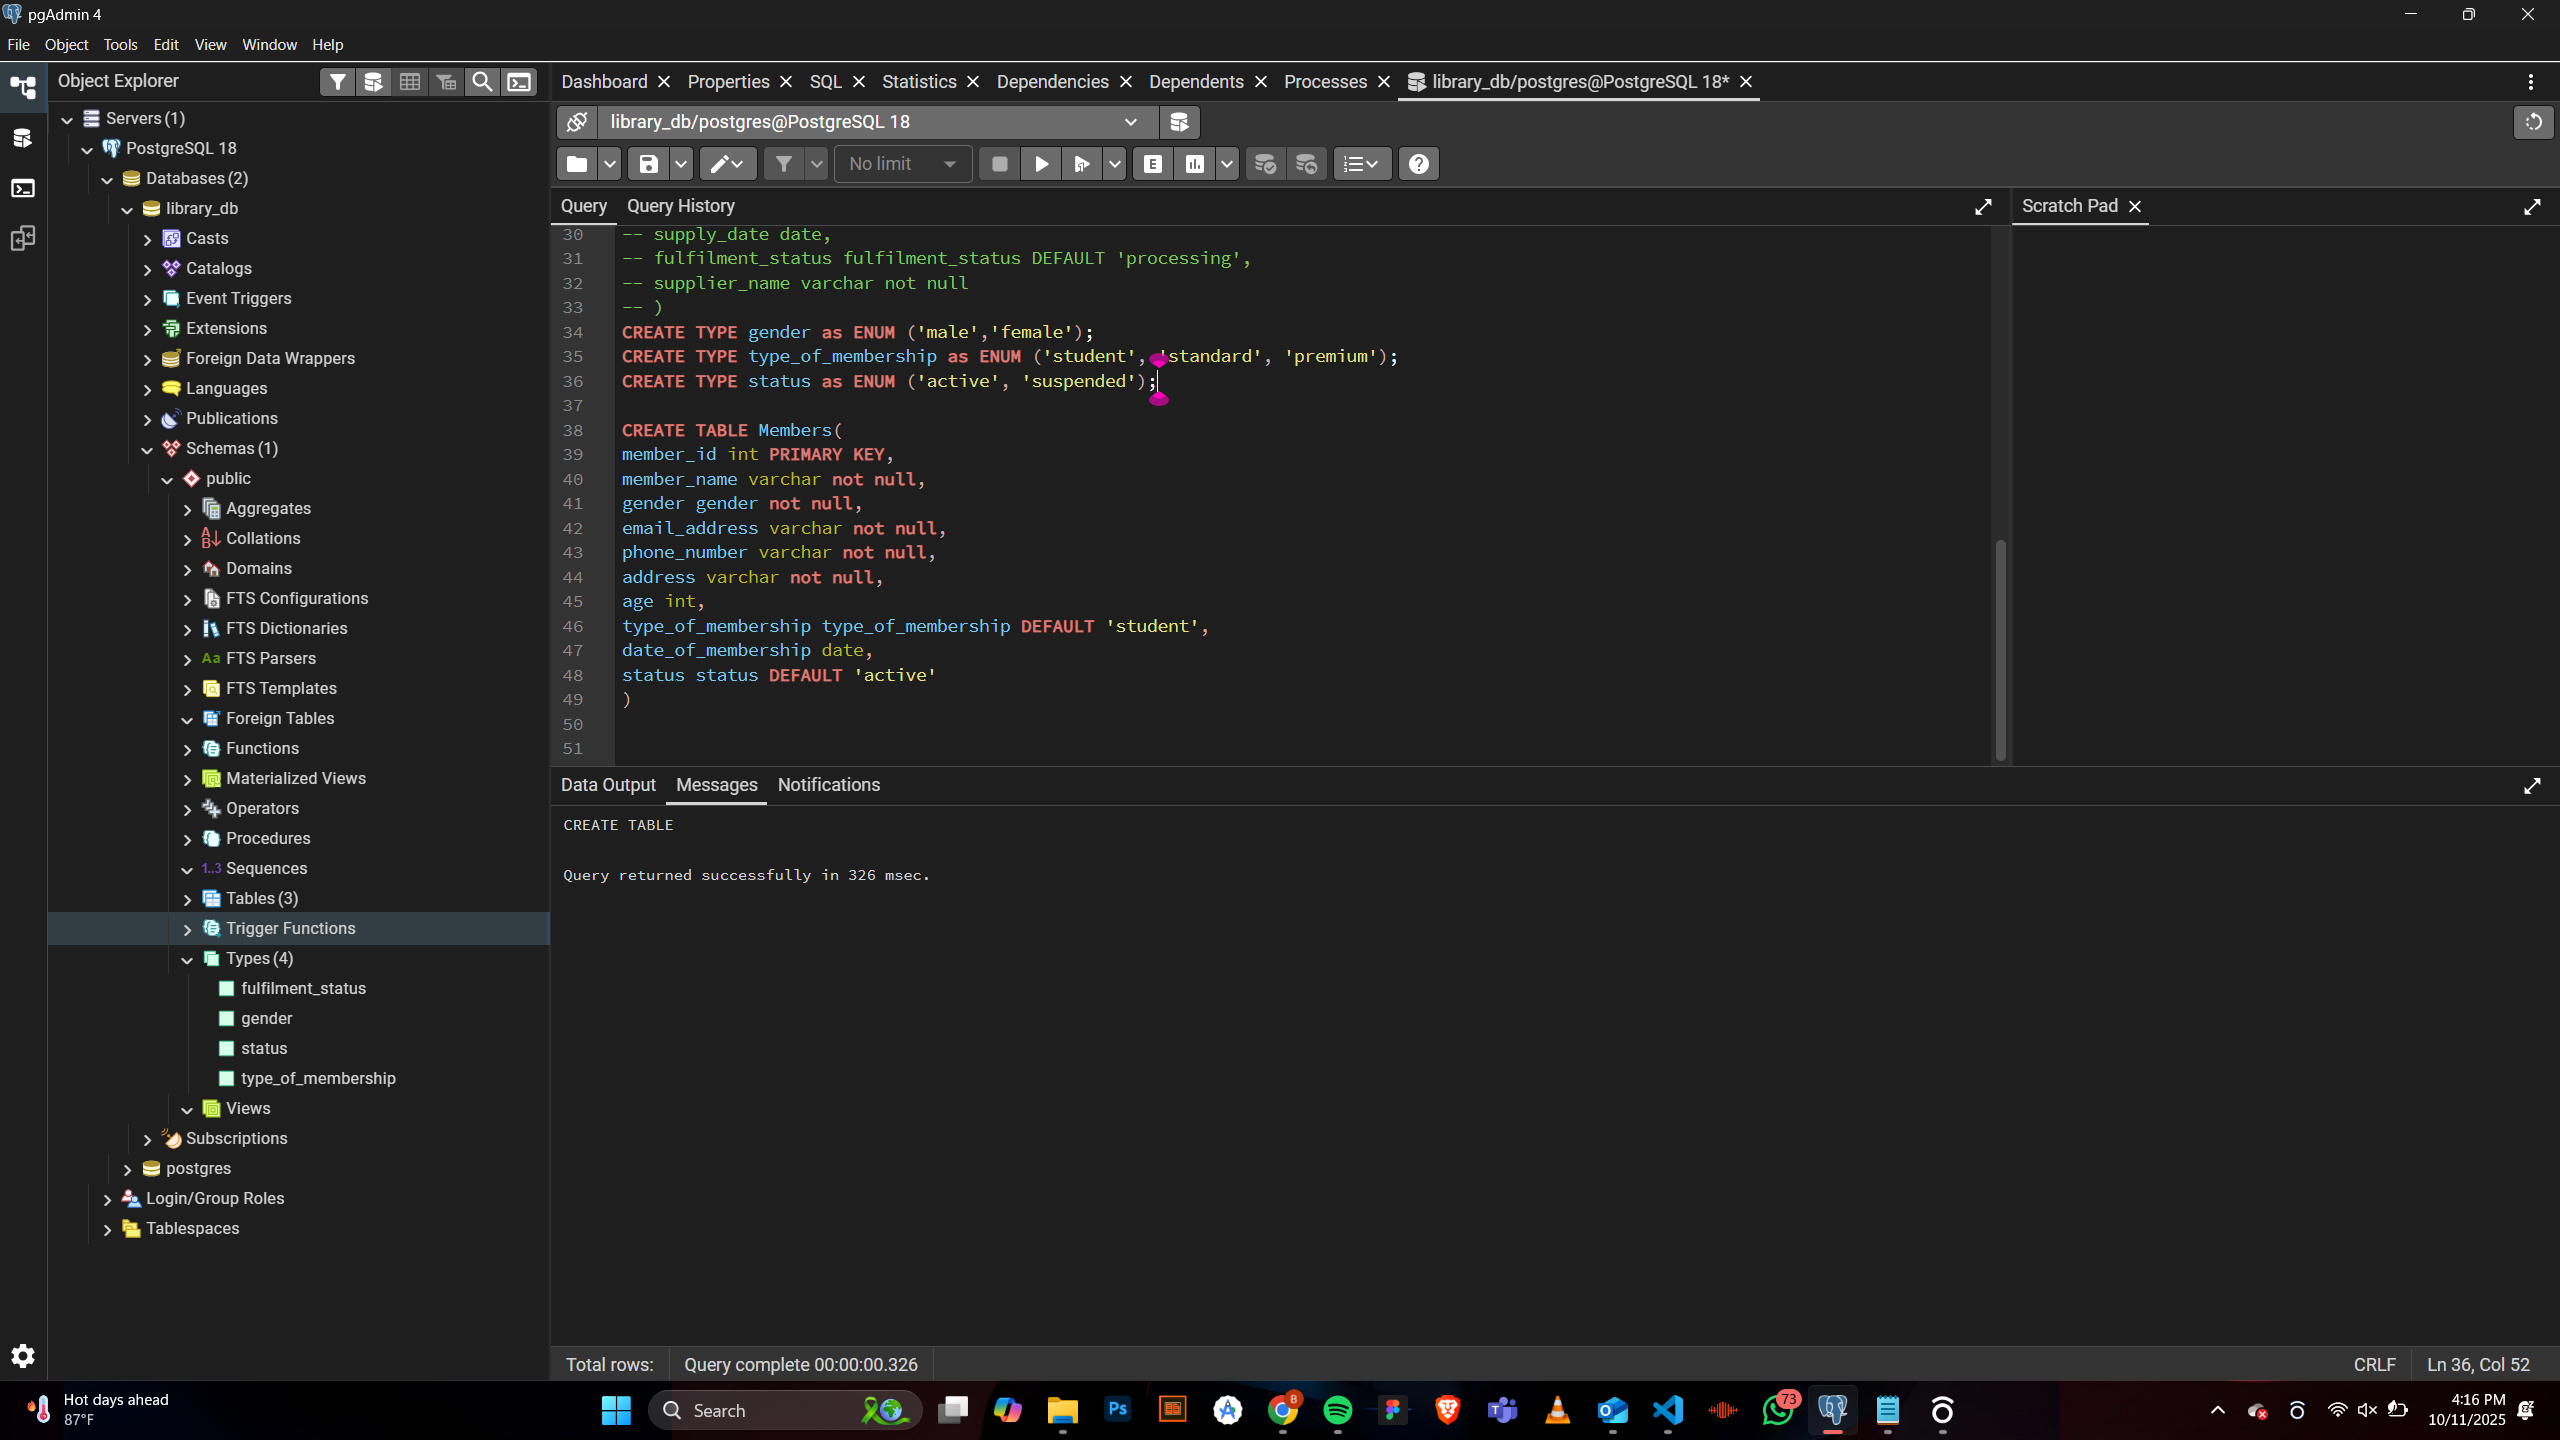 pgAdmin 4
File Object Tools Edit View Window Help
Object Explorer
Dashboard Properties SQL Statistics Dependencies Dependents Processes library_db/postgres@PostgreSQL 18*
library_db/postgres@PostgreSQL 18
No limit
E
Query Query History
Scratch Pad
Servers (1)
PostgreSQL 18
Databases (2)
library_db
Casts
Catalogs
Event Triggers
Extensions
Foreign Data Wrappers
Languages
Publications
Schemas (1)
public
Aggregates
Collations
Domains
FTS Configurations
FTS Dictionaries
Aa FTS Parsers
FTS Templates
Foreign Tables
Functions
Materialized Views
Operators
Procedures
1..3 Sequences
Tables (3)
Trigger Functions
Types (4)
fulfilment_status
gender
status
type_of_membership
Views
Subscriptions
postgres
Login/Group Roles
Tablespaces
30 -- supply_date date,
31 -- fulfilment_status fulfilment_status DEFAULT 'processing',
32 -- supplier_name varchar not null
33 -- )
34 CREATE TYPE gender as ENUM ('male','female');
35 CREATE TYPE type_of_membership as ENUM ('student', 'standard', 'premium');
36 CREATE TYPE status as ENUM ('active', 'suspended');
37
38 CREATE TABLE Members(
39 member_id int PRIMARY KEY,
40 member_name varchar not null,
41 gender gender not null,
42 email_address varchar not null,
43 phone_number varchar not null,
44 address varchar not null,
45 age int,
46 type_of_membership type_of_membership DEFAULT 'student',
47 date_of_membership date,
48 status status DEFAULT 'active'
49 )
50
51
Data Output Messages Notifications
CREATE TABLE
Query returned successfully in 326 msec.
Total rows: Query complete 00:00:00.326
CRLF Ln 36, Col 52
Hot days ahead
87°F
Search
Ps
B
73
4:16 PM
10/11/2025